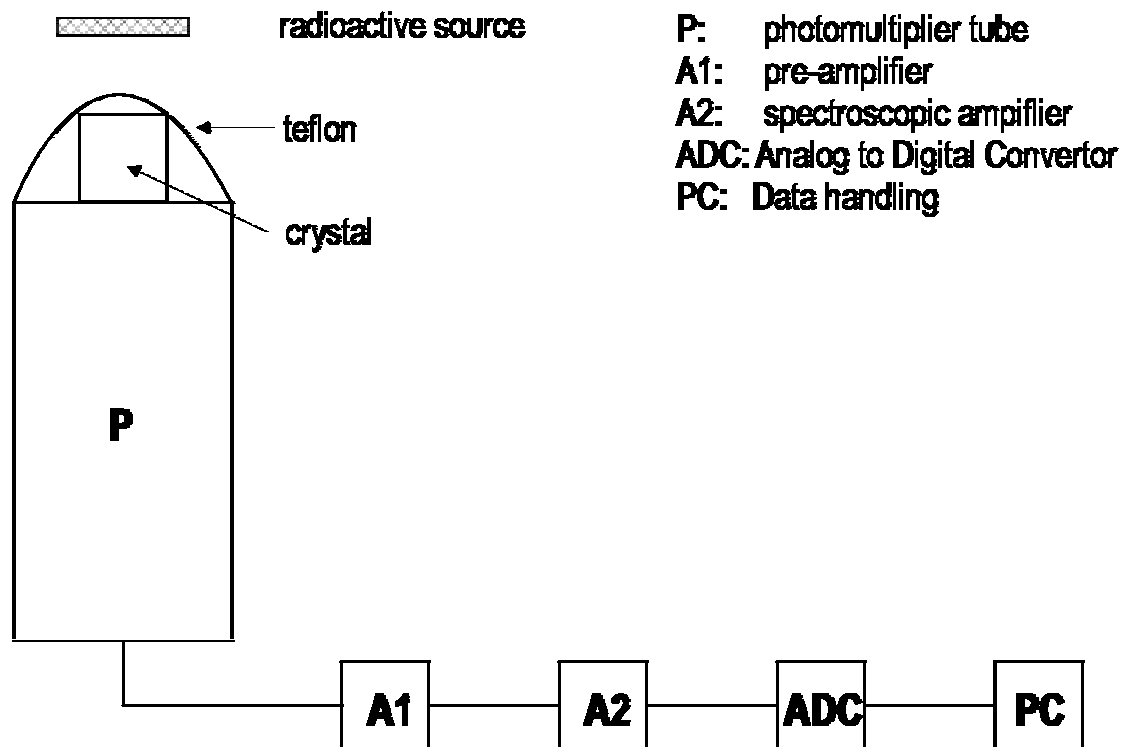 radioactive source
teflon
crystal
P: photomultiplier tube
A1: pre-amplifier
A2: spectroscopic ampiflier
ADC: Analog to Digital Convertor
PC: Data handling
P
A1
A2
ADC
PC